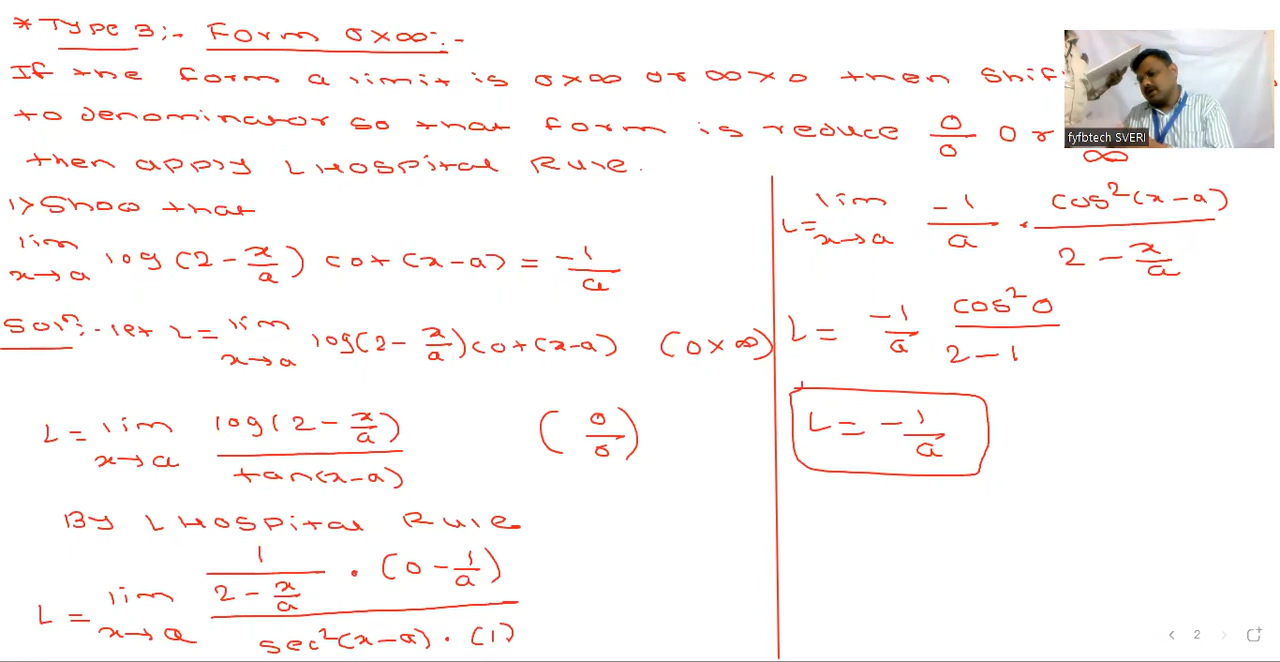 * TYPE 3:- Form 0×∞:-
If the form a limit is 0×∞ or ∞×0 then shif
to Denominator so that form is reduce 0/0 or
∞
then apply L Hospital Rule.
1) Show that
lim x→a log(2 - x/a) cot(x-a) = -1/a
Solⁿ:- let L = lim x→a log(2 - x/a) cot(x-a) (0×∞)
L = lim x→a log(2 - x/a) / tan(x-a) (0/0)
By L Hospital Rule
L = lim x→a 1/(2 - x/a) · (0 - 1/a) / sec²(x-a) · (1)
L = lim x→a -1/a · cos²(x-a) / 2 - x/a
L = -1/a cos²0 / 2-1
L = -1/a
fyfbtech SVERI
2